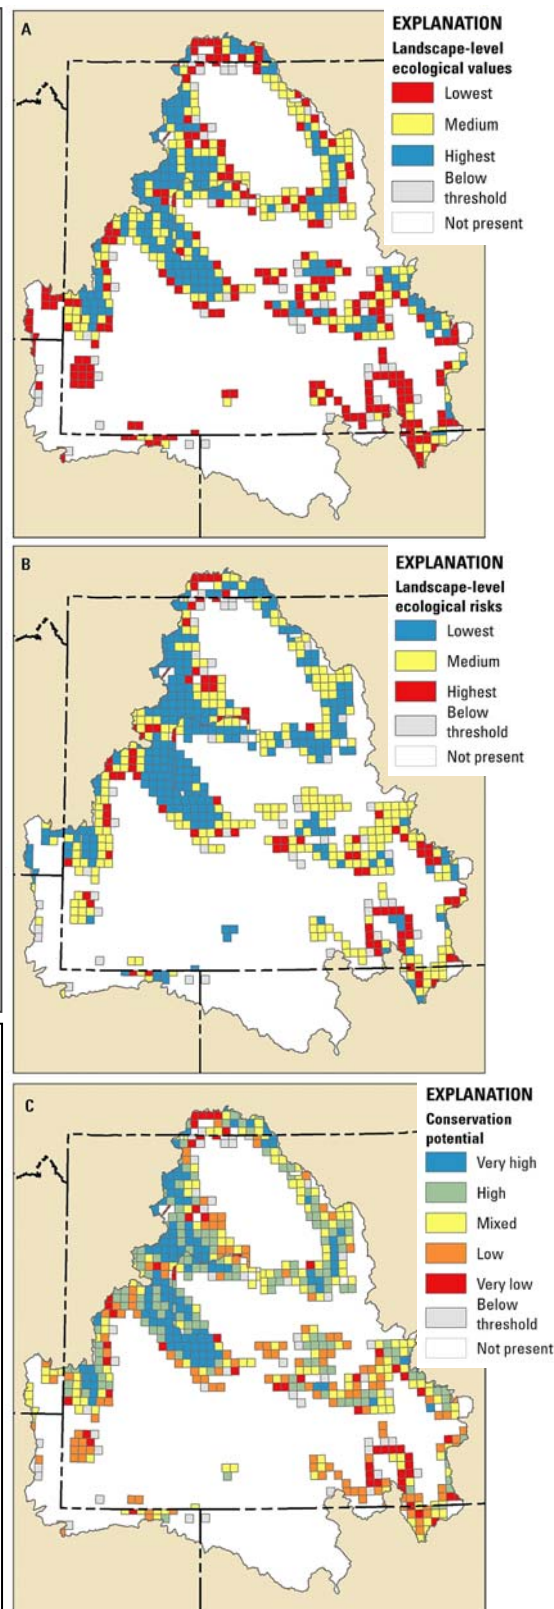 A
EXPLANATION
Landscape-level
ecological values
Lowest
Medium
Highest
Below
threshold
Not present
B
EXPLANATION
Landscape-level
ecological risks
Lowest
Medium
Highest
Below
threshold
Not present
C
EXPLANATION
Conservation
potential
Very high
High
Mixed
Low
Very low
Below
threshold
Not present